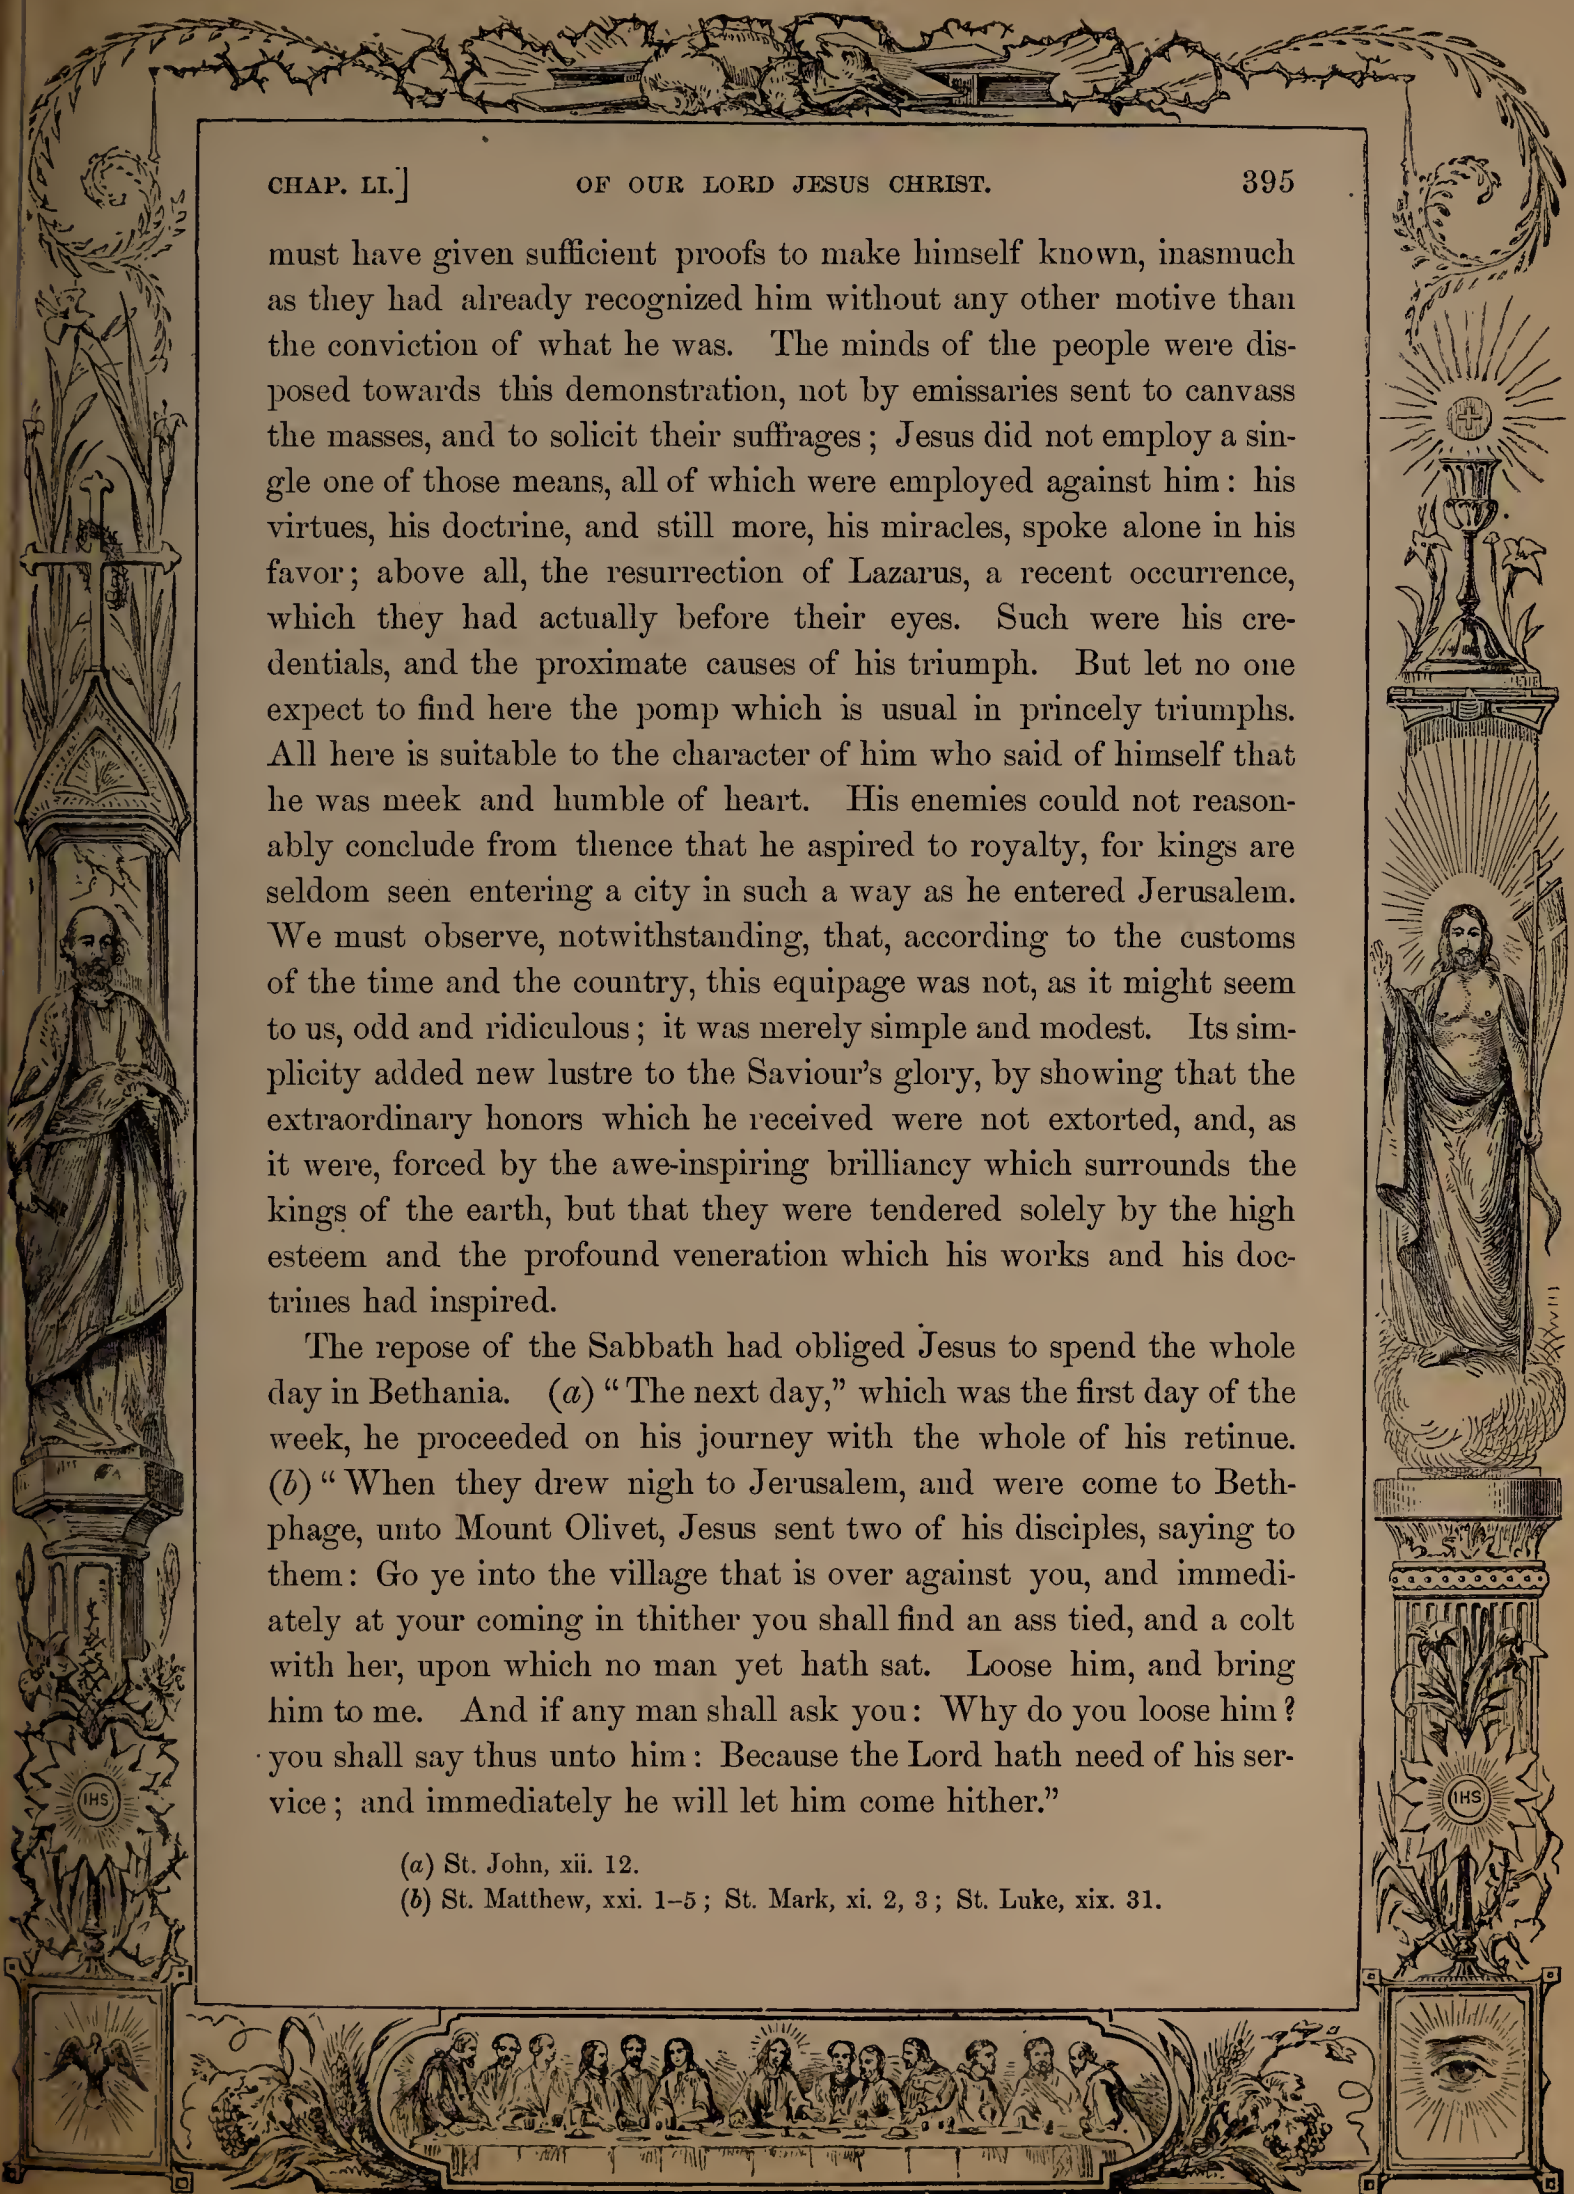 CHAP. LI.] OF OUR LORD JESUS CHRIST. 395
must have given sufficient proofs to make himself known, inasmuch
as they had already recognized him without any other motive than
the conviction of what he was. The minds of the people were dis-
posed towards this demonstration, not by emissaries sent to canvass
the masses, and to solicit their suffrages; Jesus did not employ a sin-
gle one of those means, all of which were employed against him: his
virtues, his doctrine, and still more, his miracles, spoke alone in his
favor; above all, the resurrection of Lazarus, a recent occurrence,
which they had actually before their eyes. Such were his cre-
dentials, and the proximate causes of his triumph. But let no one
expect to find here the pomp which is usual in princely triumphs.
All here is suitable to the character of him who said of himself that
he was meek and humble of heart. His enemies could not reason-
ably conclude from thence that he aspired to royalty, for kings are
seldom seen entering a city in such a way as he entered Jerusalem.
We must observe, notwithstanding, that, according to the customs
of the time and the country, this equipage was not, as it might seem
to us, odd and ridiculous; it was merely simple and modest. Its sim-
plicity added new lustre to the Saviour's glory, by showing that the
extraordinary honors which he received were not extorted, and, as
it were, forced by the awe-inspiring brilliancy which surrounds the
kings of the earth, but that they were tendered solely by the high
esteem and the profound veneration which his works and his doc-
trines had inspired.
The repose of the Sabbath had obliged Jesus to spend the whole
day in Bethania. (a) "The next day," which was the first day of the
week, he proceeded on his journey with the whole of his retinue.
(b) "When they drew nigh to Jerusalem, and were come to Beth-
phage, unto Mount Olivet, Jesus sent two of his disciples, saying to
them: Go ye into the village that is over against you, and immedi-
ately at your coming in thither you shall find an ass tied, and a colt
with her, upon which no man yet hath sat. Loose him, and bring
him to me. And if any man shall ask you: Why do you loose him?
you shall say thus unto him: Because the Lord hath need of his ser-
vice; and immediately he will let him come hither."
(a) St. John, xii. 12.
(b) St. Matthew, xxi. 1–5; St. Mark, xi. 2, 3; St. Luke, xix. 31.
IHS
IHS